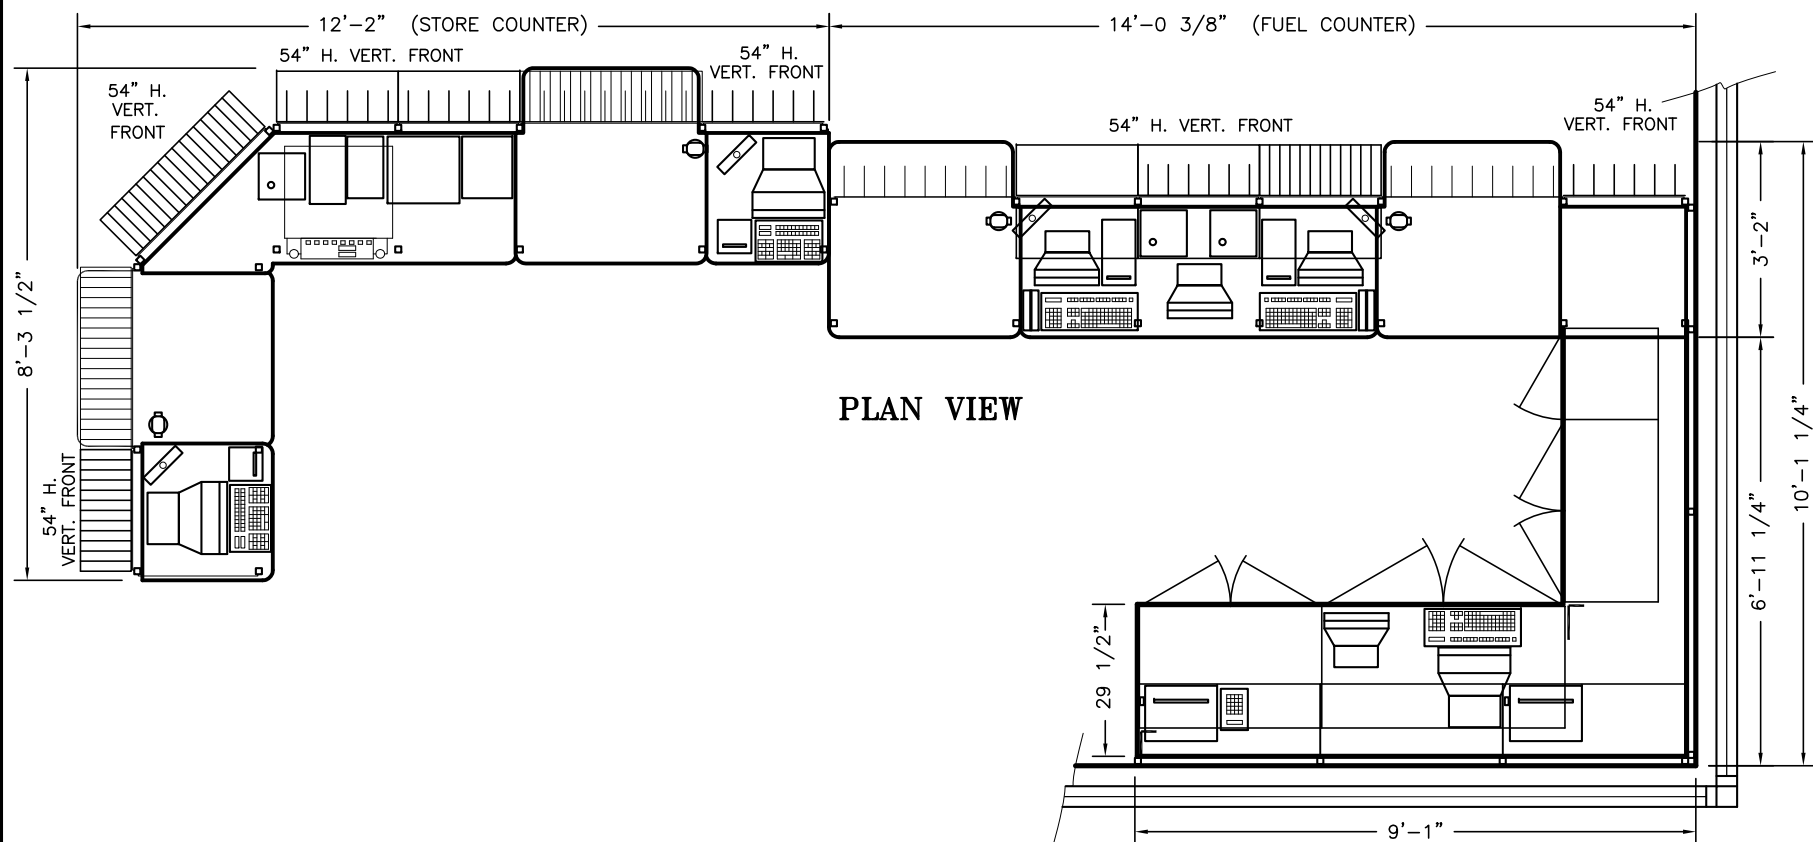 12'-2" (STORE COUNTER)
14'-0 3/8" (FUEL COUNTER)
54" H. VERT. FRONT
54" H.
VERT. FRONT
54" H.
VERT.
FRONT
54" H.
VERT. FRONT
54" H. VERT. FRONT
8'-3 1/2"
3'-2"
PLAN VIEW
10'-1 1/4"
54" H.
VERT. FRONT
6'-11 1/4"
29 1/2"
9'-1"